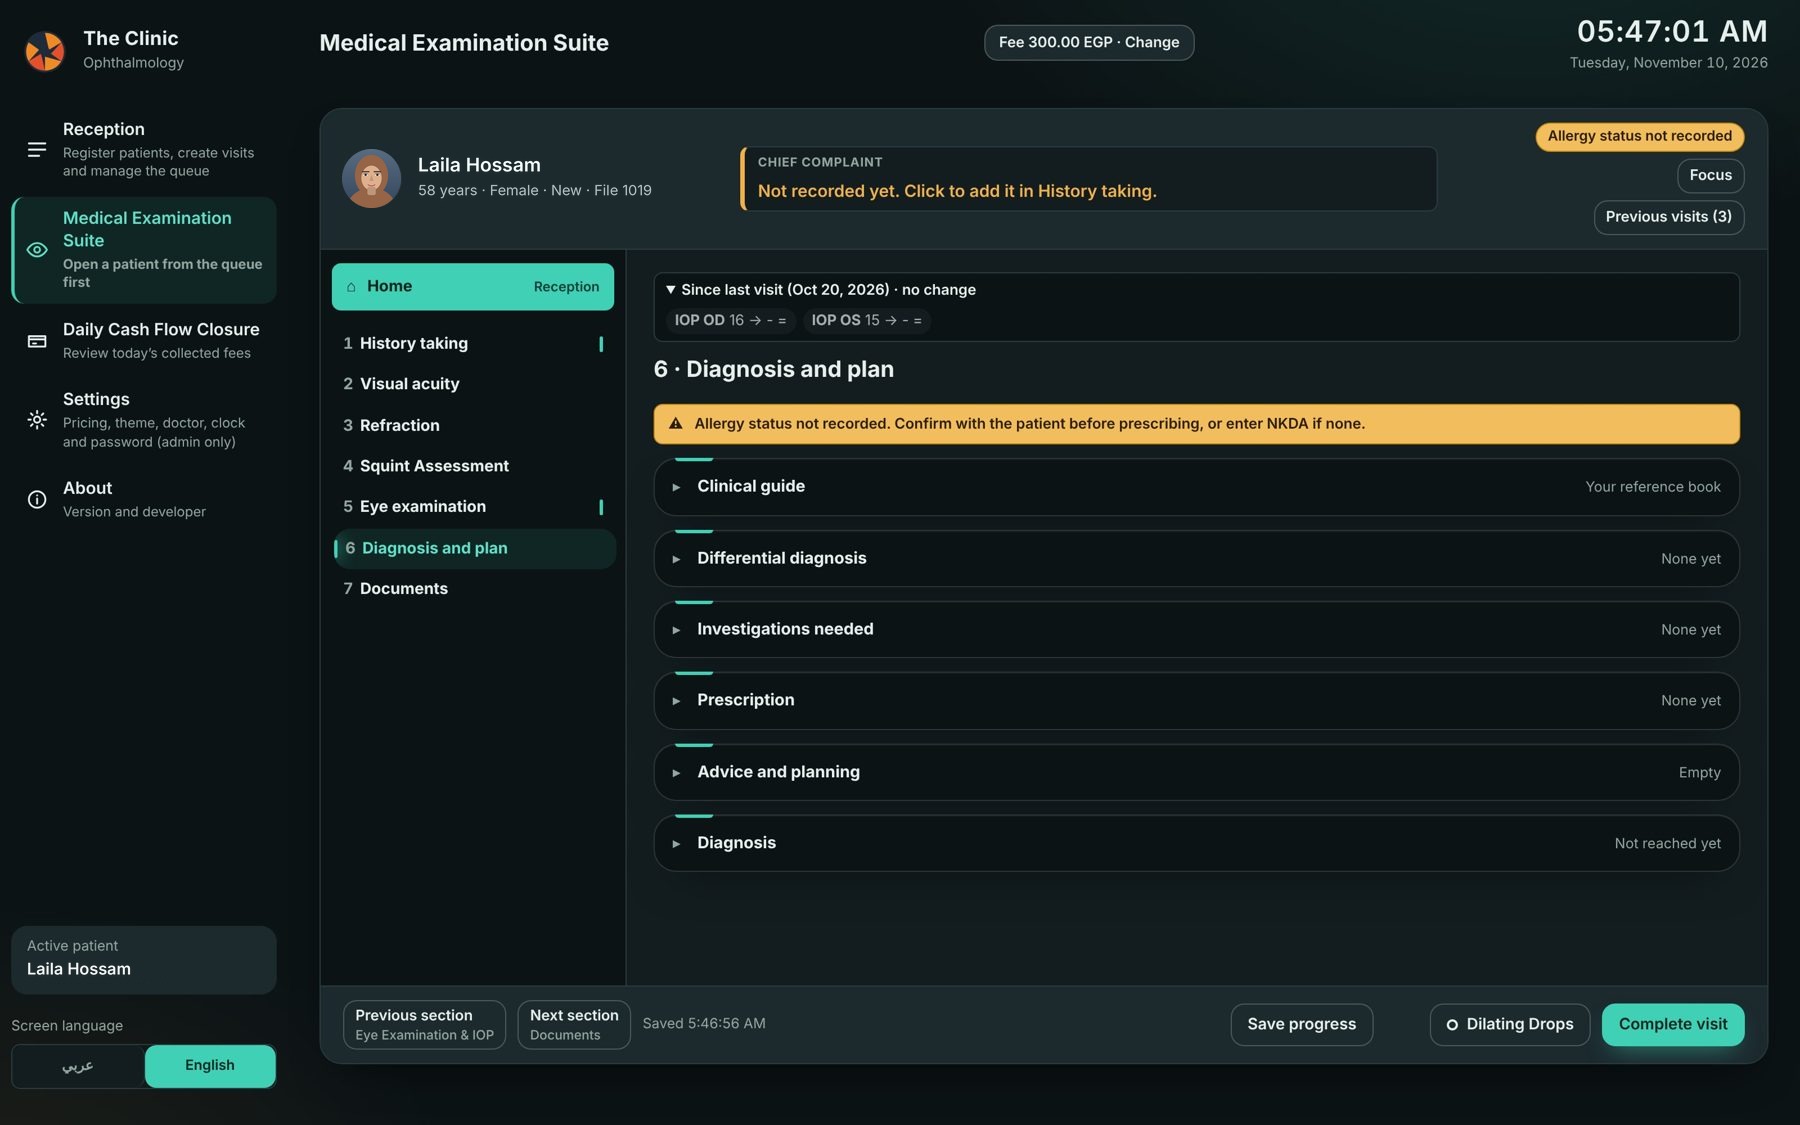 The Clinic
Ophthalmology
Reception
Register patients, create visits
and manage the queue
Medical Examination
Suite
Open a patient from the queue
first
Daily Cash Flow Closure
Review today’s collected fees
Settings
Pricing, theme, doctor, clock
and password (admin only)
About
Version and developer
Active patient
Laila Hossam
Screen language
عربي
English
Medical Examination Suite
Fee 300.00 EGP · Change
05:47:01 AM
Tuesday, November 10, 2026
Laila Hossam
58 years · Female · New · File 1019
CHIEF COMPLAINT
Not recorded yet. Click to add it in History taking.
Allergy status not recorded
Focus
Previous visits (3)
Home
Reception
1 History taking
2 Visual acuity
3 Refraction
4 Squint Assessment
5 Eye examination
6 Diagnosis and plan
7 Documents
▼ Since last visit (Oct 20, 2026) · no change
IOP OD 16 → - =
IOP OS 15 → - =
6 · Diagnosis and plan
Allergy status not recorded. Confirm with the patient before prescribing, or enter NKDA if none.
Clinical guide
Your reference book
Differential diagnosis
None yet
Investigations needed
None yet
Prescription
None yet
Advice and planning
Empty
Diagnosis
Not reached yet
Previous section
Eye Examination & IOP
Next section
Documents
Saved 5:46:56 AM
Save progress
Dilating Drops
Complete visit